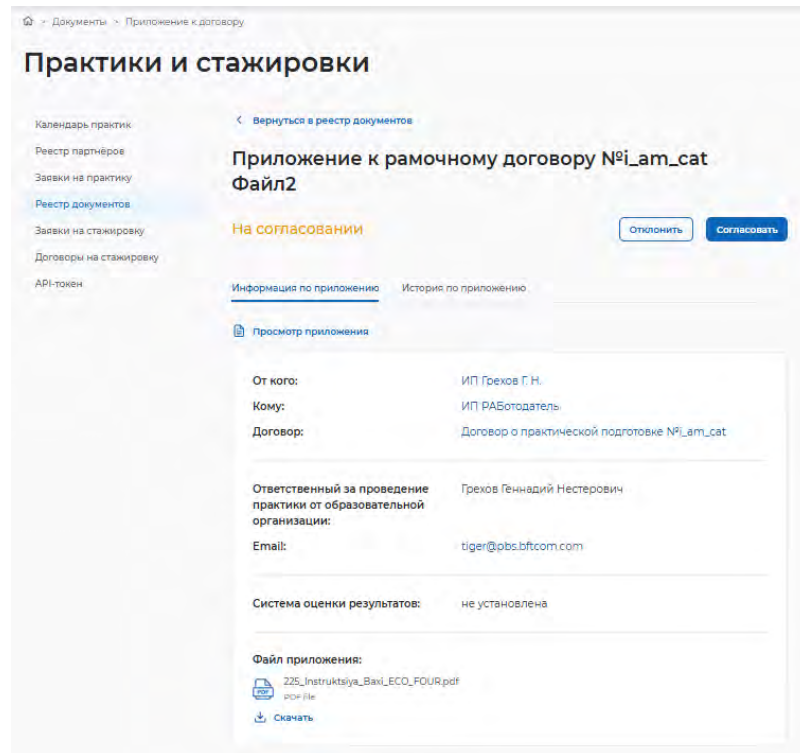 Документы > Приложение к договору
Практики и стажировки
Календарь практик
Реестр партнёров
Заявки на практику
Реестр документов
Заявки на стажировку
Договоры на стажировку
API-токен
Вернуться в реестр документов
Приложение к рамочному договору №i_am_cat
Файл2
На согласовании
Отклонить
Согласовать
Информация по приложению
История по приложению
Просмотр приложения
От кого: ИП Грехов Г. Н.
Кому: ИП РАБотодатель
Договор: Договор о практической подготовке №i_am_cat
Ответственный за проведение Грехов Геннадий Нестерович
практики от образовательной
организации:
Email: tiger@pbs.bftcom.com
Система оценки результатов: не установлена
Файл приложения:
225_Instruktsiya_Baxi_ECO_FOUR.pdf
PDF
PDF file
Скачать